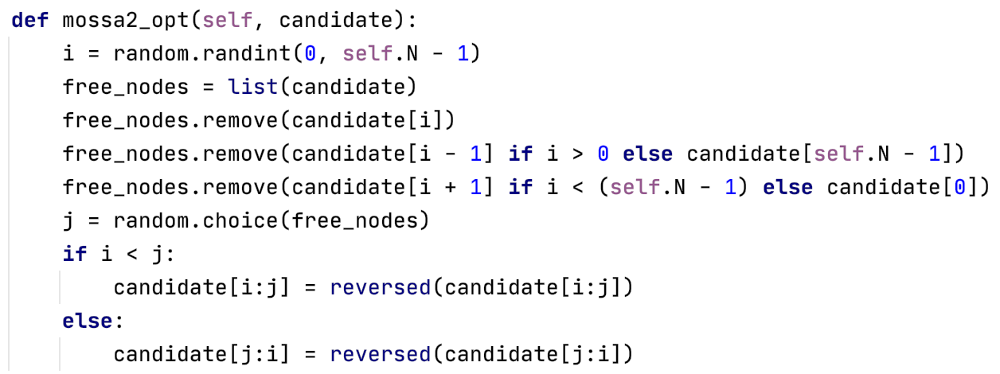 def mossa2_opt(self, candidate):
    i = random.randint(0, self.N - 1)
    free_nodes = list(candidate)
    free_nodes.remove(candidate[i])
    free_nodes.remove(candidate[i - 1] if i > 0 else candidate[self.N - 1])
    free_nodes.remove(candidate[i + 1] if i < (self.N - 1) else candidate[0])
    j = random.choice(free_nodes)
    if i < j:
        candidate[i:j] = reversed(candidate[i:j])
    else:
        candidate[j:i] = reversed(candidate[j:i])